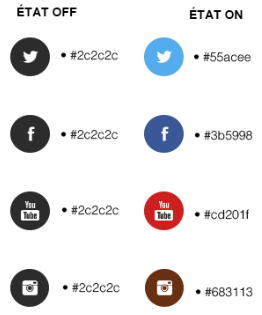 ÉTAT OFF ÉTAT ON
• #2c2c2c • #55acee
f • #2c2c2c f • #3b5998
You
Tube • #2c2c2c You
Tube • #cd201f
• #2c2c2c • #683113